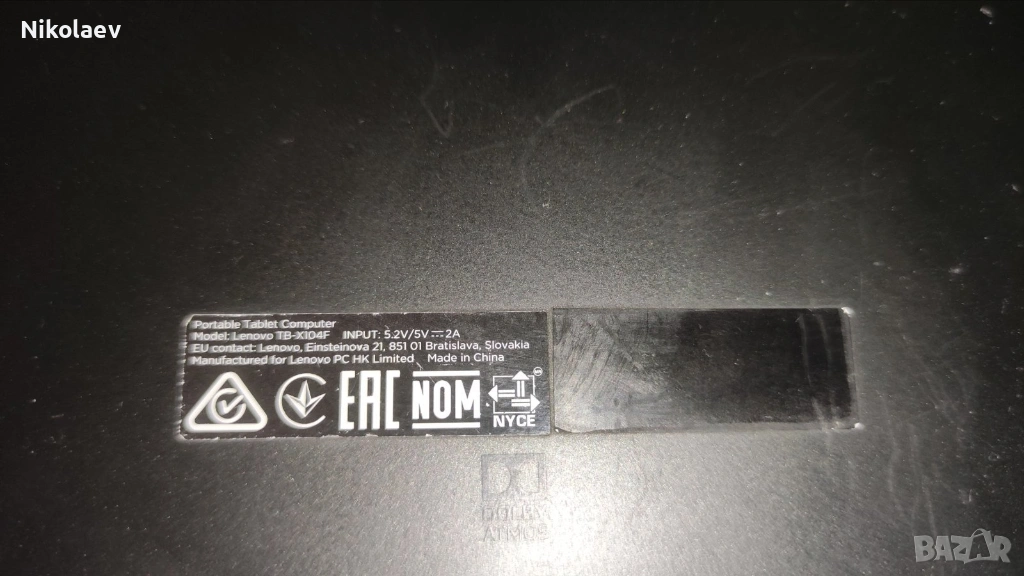 Nikolaev
Portable Tablet Computer
Model: Lenovo TB-X104F INPUT: 5.2V/5V⎓2A
EU contact: Lenovo, Einsteinova 21, 851 01 Bratislava, Slovakia
Manufactured for Lenovo PC HK Limited Made in China
EAC NOM
NYCE
DOLBY
ATMOS
BAZAR